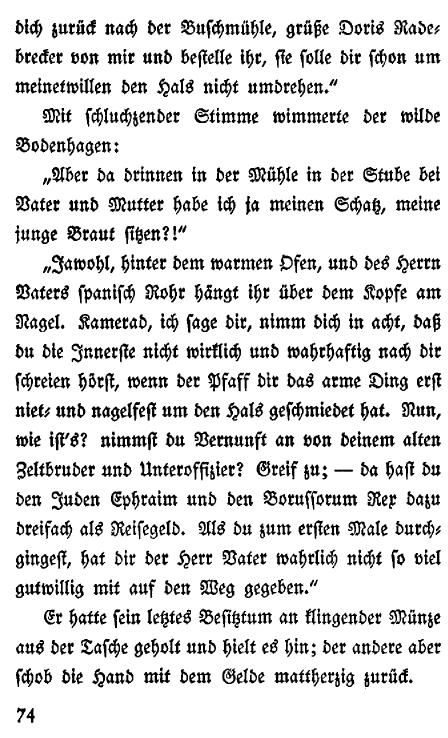 dich zurück nach der Buschmühle, grüße Doris Rade-
brecker von mir und bestelle ihr, sie solle dir schon um
meinetwillen den Hals nicht umdrehen.“
Mit schluchzender Stimme wimmerte der wilde
Bodenhagen:
„Aber da drinnen in der Mühle in der Stube bei
Vater und Mutter habe ich ja meinen Schatz, meine
junge Braut sitzen?!“
„Jawohl, hinter dem warmen Ofen, und des Herrn
Vaters spanisch Rohr hängt ihr über dem Kopfe am
Nagel. Kamerad, ich sage dir, nimm dich in acht, daß
du die Innerste nicht wirklich und wahrhaftig nach dir
schreien hörst, wenn der Pfaff dir das arme Ding erst
niet- und nagelfest um den Hals geschmiedet hat. Nun,
wie ist's? nimmst du Vernunft an von deinem alten
Zeltbruder und Unteroffizier? Greif zu; — da hast du
den Juden Ephraim und den Borussorum Rex dazu
dreifach als Reisegeld. Als du zum ersten Male durch-
gingest, hat dir der Herr Vater wahrlich nicht so viel
gutwillig mit auf den Weg gegeben.“
Er hatte sein letztes Besitztum an klingender Münze
aus der Tasche geholt und hielt es hin; der andere aber
schob die Hand mit dem Gelde mattherzig zurück.
74